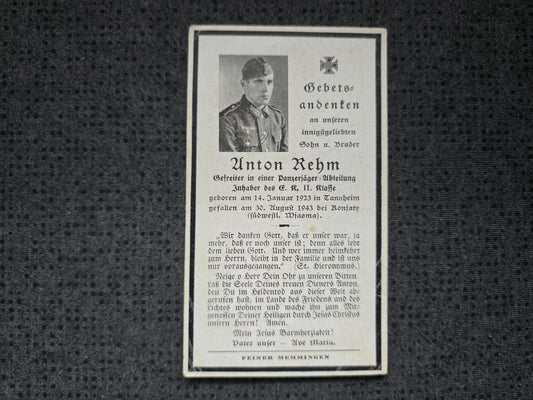 Gebets-
andenken
an unseren
innigstgeliebten
Sohn u. Bruder
Anton Rehm
Gefreiter in einer Panzerjäger-Abteilung
Inhaber des E. K. II. Klasse
geboren am 14. Januar 1923 in Tannheim
gefallen am 30. August 1943 bei Konjaty
(südwestl. Wjasma).
„Wir danken Gott, daß er unser war, ja
mehr, daß er noch unser ist; denn alles lebt
dem lieben Gott. Und wer immer heimkehrt
zum Herrn, bleibt in der Familie und ist uns
nur vorausgegangen.“ (St. Hieronymus.)
Neige o Herr Dein Ohr zu unseren Bitten
Laß die Seele Deines treuen Dieners Anton,
den Du im Heldentod aus dieser Welt ab-
gerufen hast, im Lande des Friedens und des
Lichtes wohnen und mache ihn zum Mit-
genossen Deiner Heiligen durch Jesus Christus
unsern Herrn! Amen.
Mein Jesus Barmherzigkeit!
Vater unser – Ave Maria.
FEINER MEMMINGEN